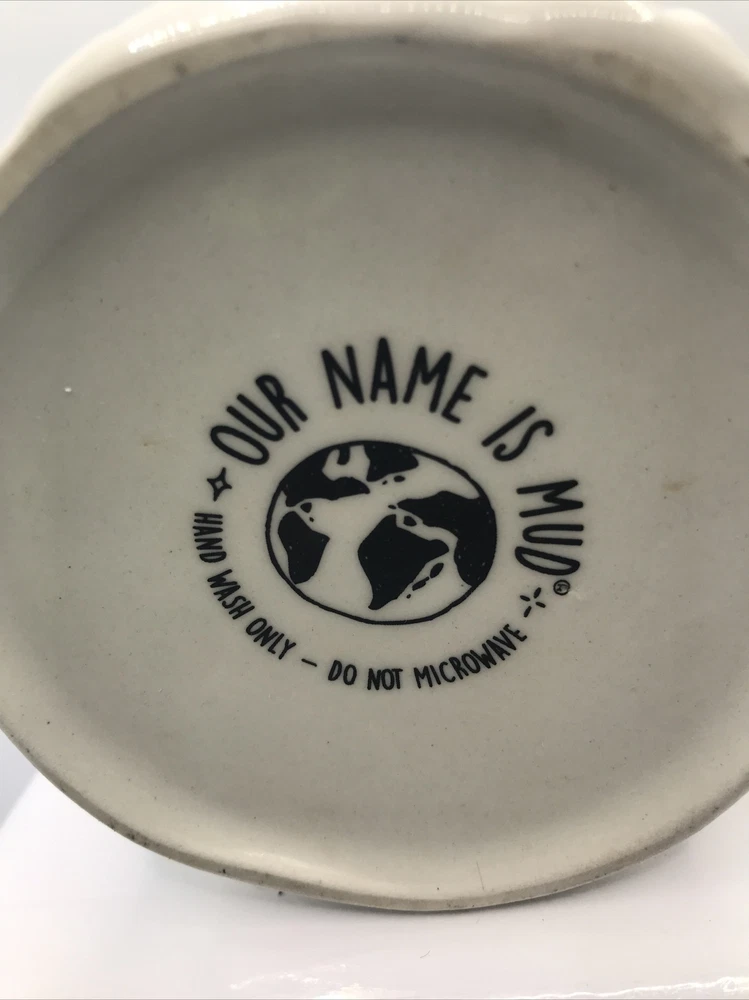 OUR NAME IS MUD®
HAND WASH ONLY – DO NOT MICROWAVE